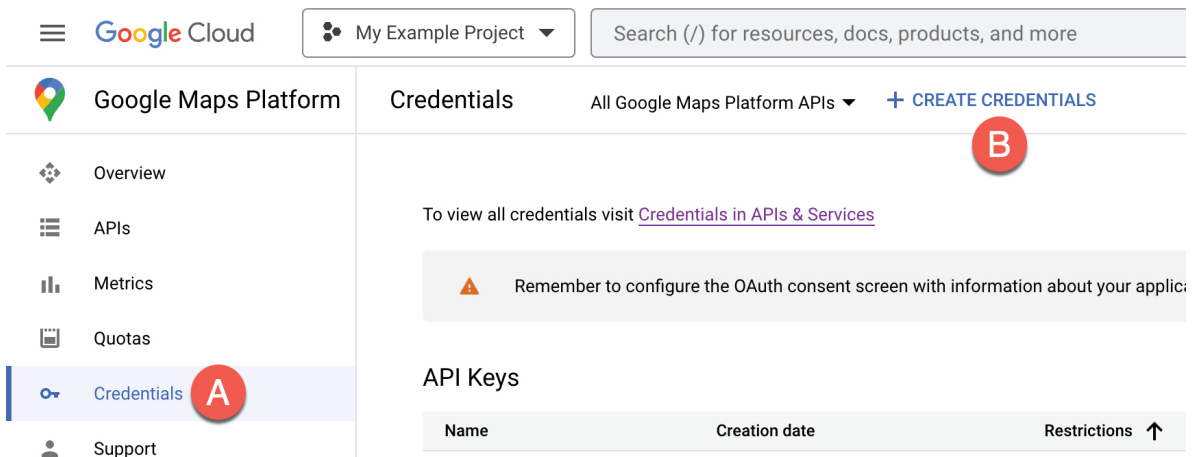 Google Cloud
My Example Project
Search (/) for resources, docs, products, and more
Google Maps Platform
Credentials
All Google Maps Platform APIs
+ CREATE CREDENTIALS
B
Overview
APIs
Metrics
Quotas
Credentials
A
Support
To view all credentials visit Credentials in APIs & Services
Remember to configure the OAuth consent screen with information about your applica
API Keys
Name Creation date Restrictions